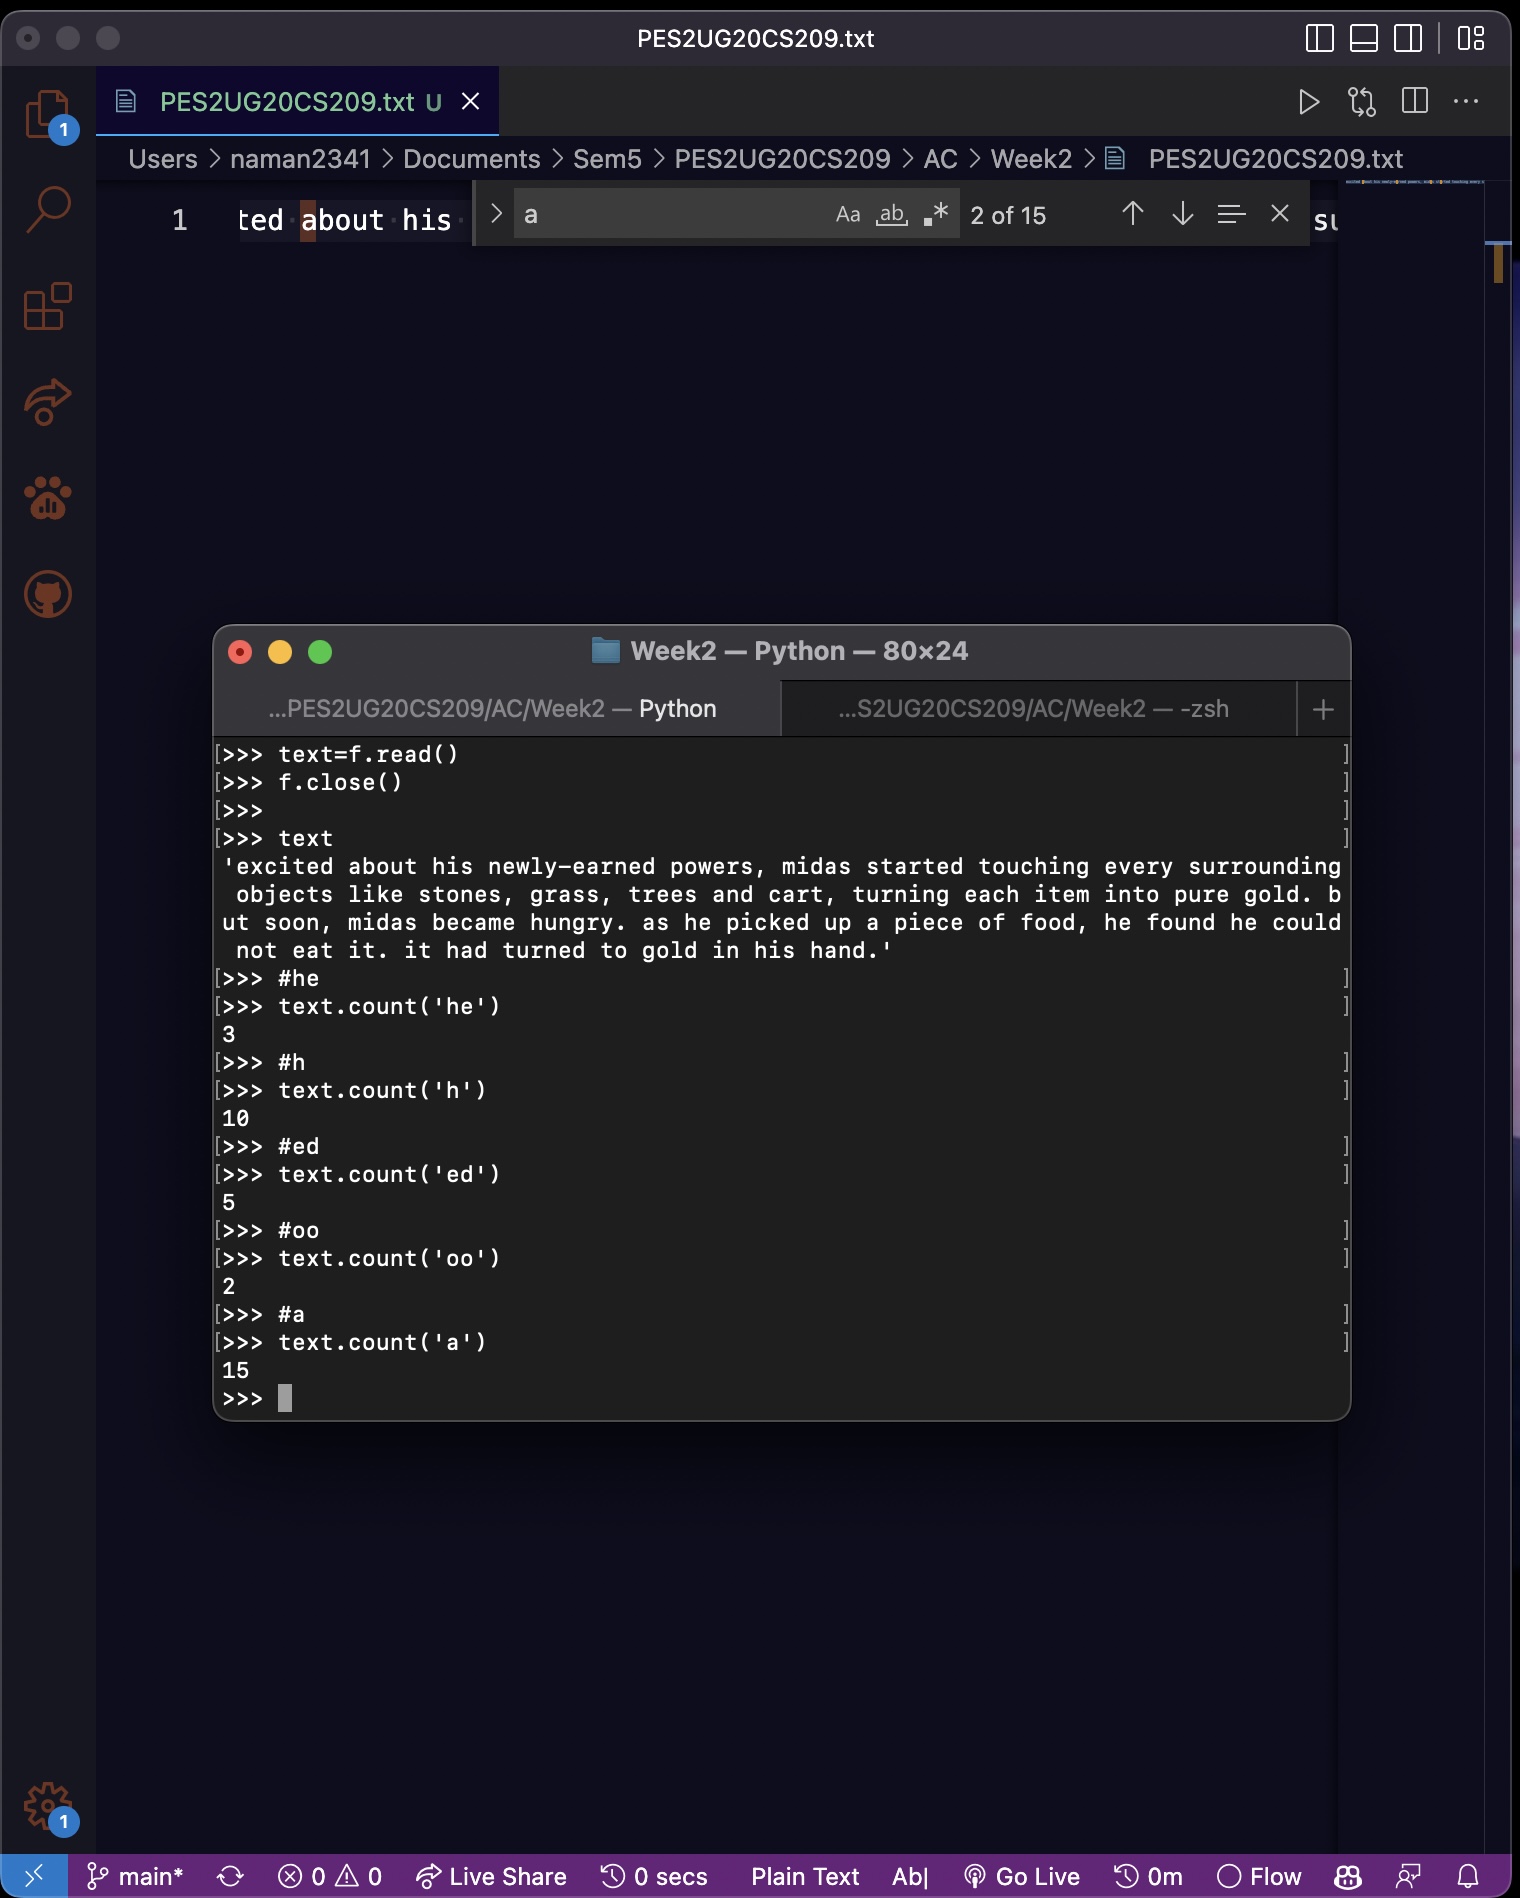 PES2UG20CS209.txt
PES2UG20CS209.txt U
1
Users > naman2341 > Documents > Sem5 > PES2UG20CS209 > AC > Week2 > PES2UG20CS209.txt
1 ted about his su
> a Aa ab .* 2 of 15
Week2 — Python — 80×24
...PES2UG20CS209/AC/Week2 — Python ...S2UG20CS209/AC/Week2 — -zsh +
[>>> text=f.read() ]
[>>> f.close() ]
[>>> ]
[>>> text ]
'excited about his newly-earned powers, midas started touching every surrounding
objects like stones, grass, trees and cart, turning each item into pure gold. b
ut soon, midas became hungry. as he picked up a piece of food, he found he could
not eat it. it had turned to gold in his hand.'
[>>> #he ]
[>>> text.count('he') ]
3
[>>> #h ]
[>>> text.count('h') ]
10
[>>> #ed ]
[>>> text.count('ed') ]
5
[>>> #oo ]
[>>> text.count('oo') ]
2
[>>> #a ]
[>>> text.count('a') ]
15
>>>
1
main* 0 0 Live Share 0 secs Plain Text Ab| Go Live 0m Flow